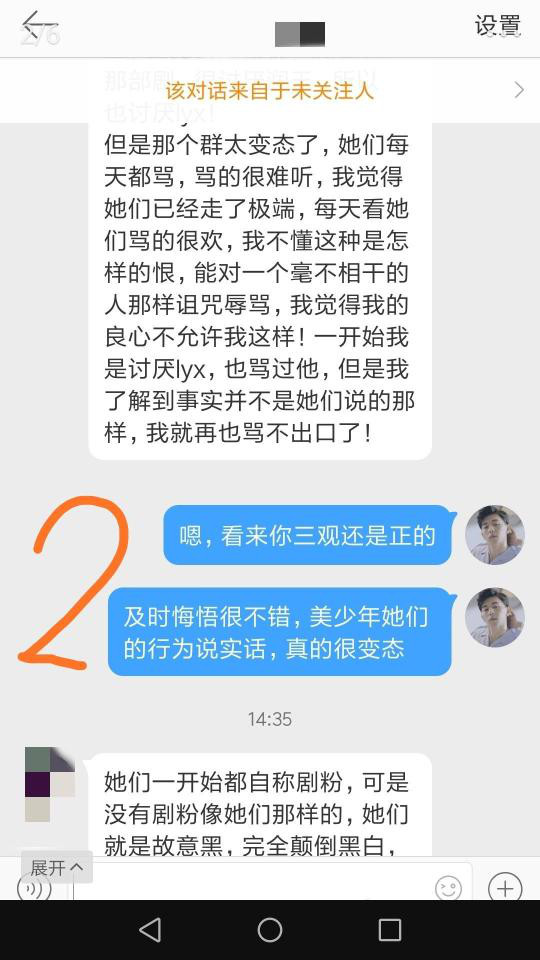 2/6
设置
那部剧，很讨厌润玉，所以
该对话来自于未关注人
也讨厌lyx！
但是那个群太变态了，她们每
天都骂，骂的很难听，我觉得
她们已经走了极端，每天看她
们骂的很欢，我不懂这种是怎
样的恨，能对一个毫不相干的
人那样诅咒辱骂，我觉得我的
良心不允许我这样！一开始我
是讨厌lyx，也骂过他，但是我
了解到事实并不是她们说的那
样，我就再也骂不出口了！
2
嗯，看来你三观还是正的
及时悔悟很不错，美少年她们
的行为说实话，真的很变态
14:35
她们一开始都自称剧粉，可是
没有剧粉像她们那样的，她们
就是故意黑，完全颠倒黑白，
展开